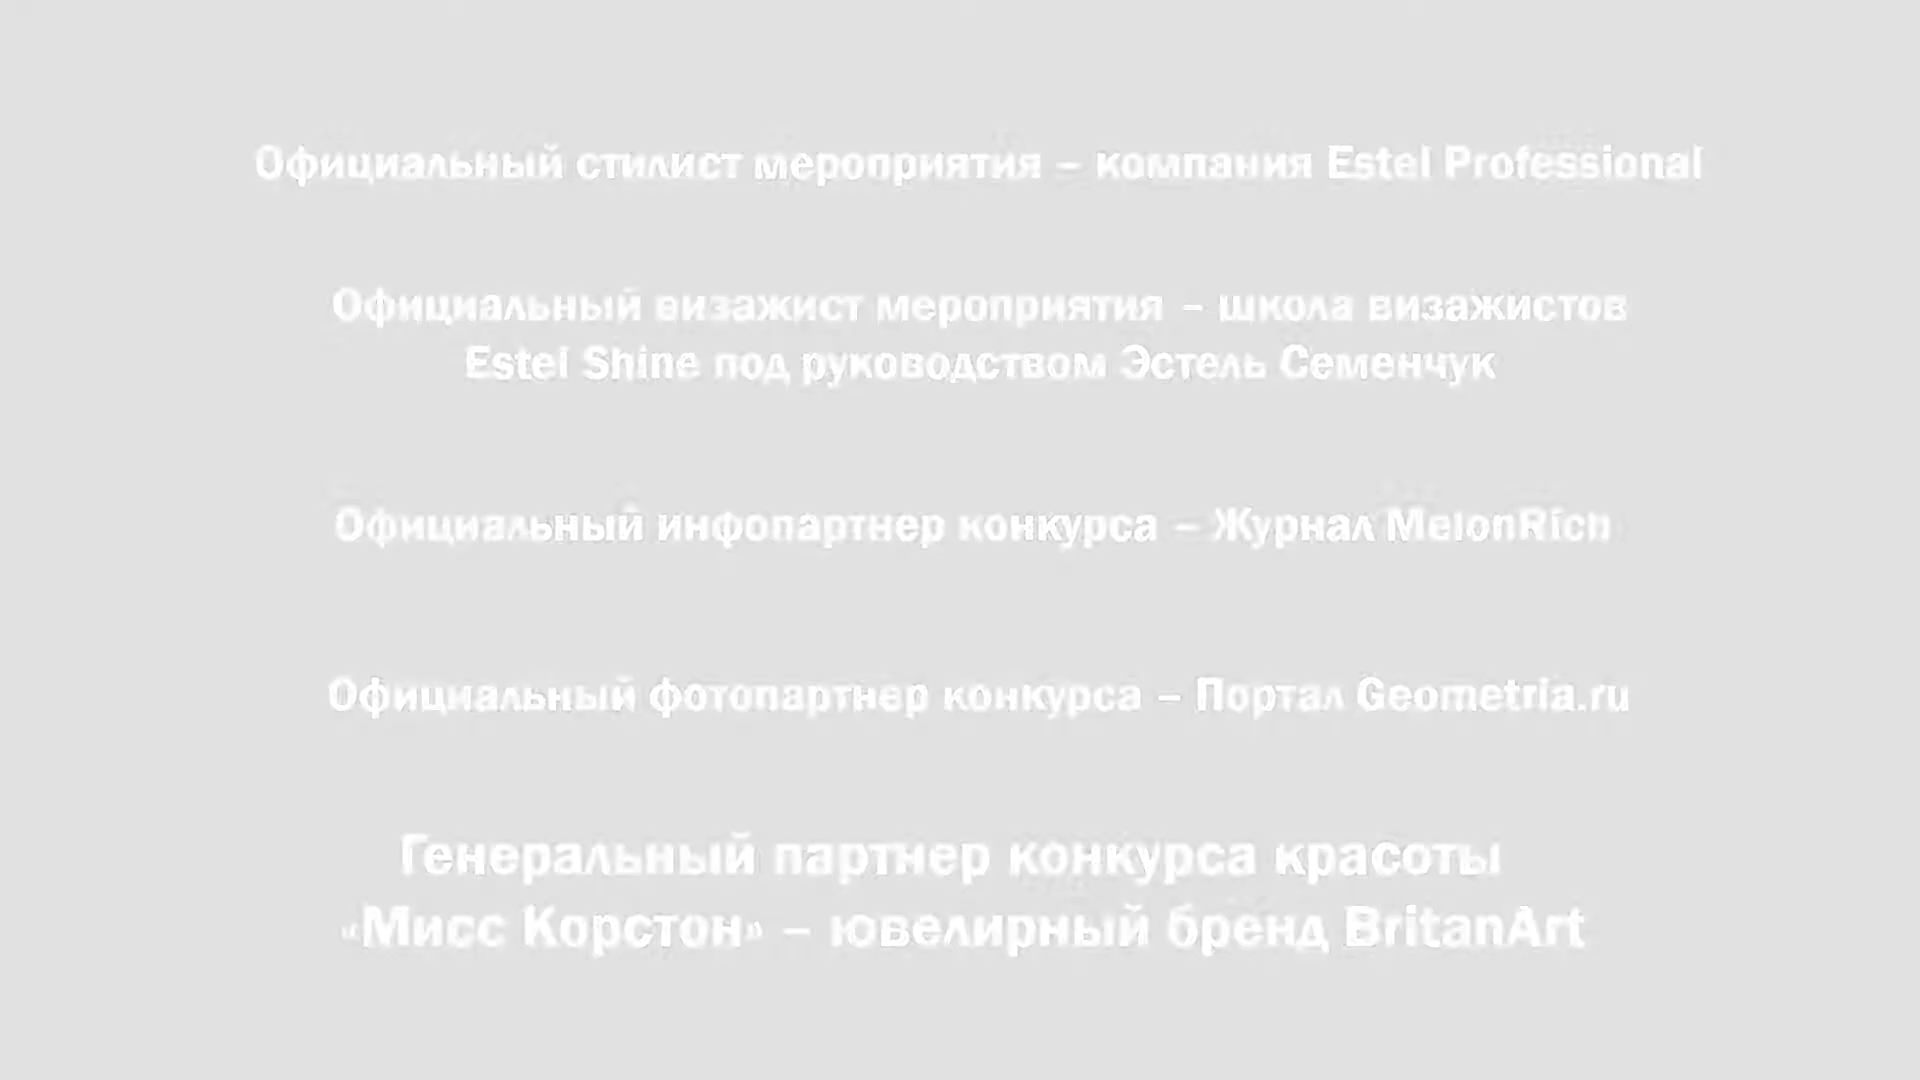 Официальный стилист мероприятия – компания Estel Professional
Официальный визажист мероприятия – школа визажистов
Estel Shine под руководством Эстель Семенчук
Официальный инфопартнер конкурса – Журнал MelonRich
Официальный фотопартнер конкурса – Портал Geometria.ru
Генеральный партнер конкурса красоты
«Мисс Корстон» – ювелирный бренд BritanArt